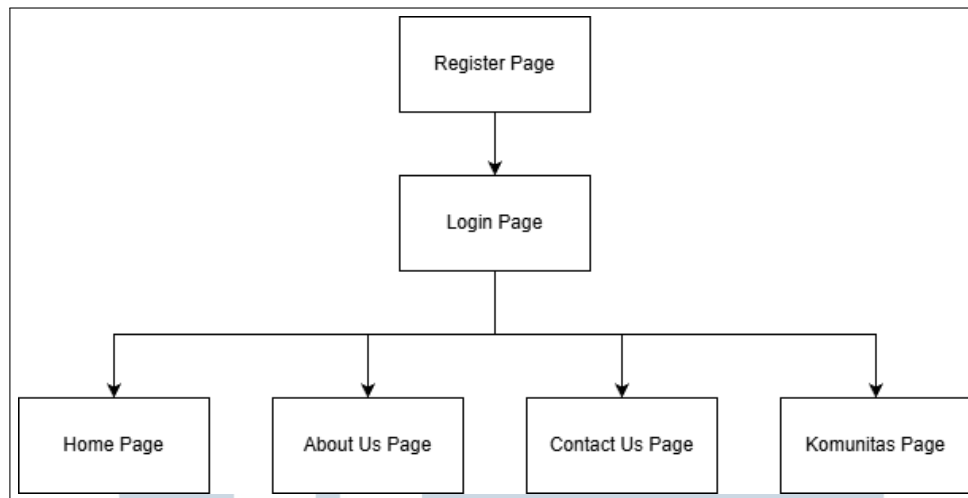 Register Page
Login Page
Home Page
About Us Page
Contact Us Page
Komunitas Page